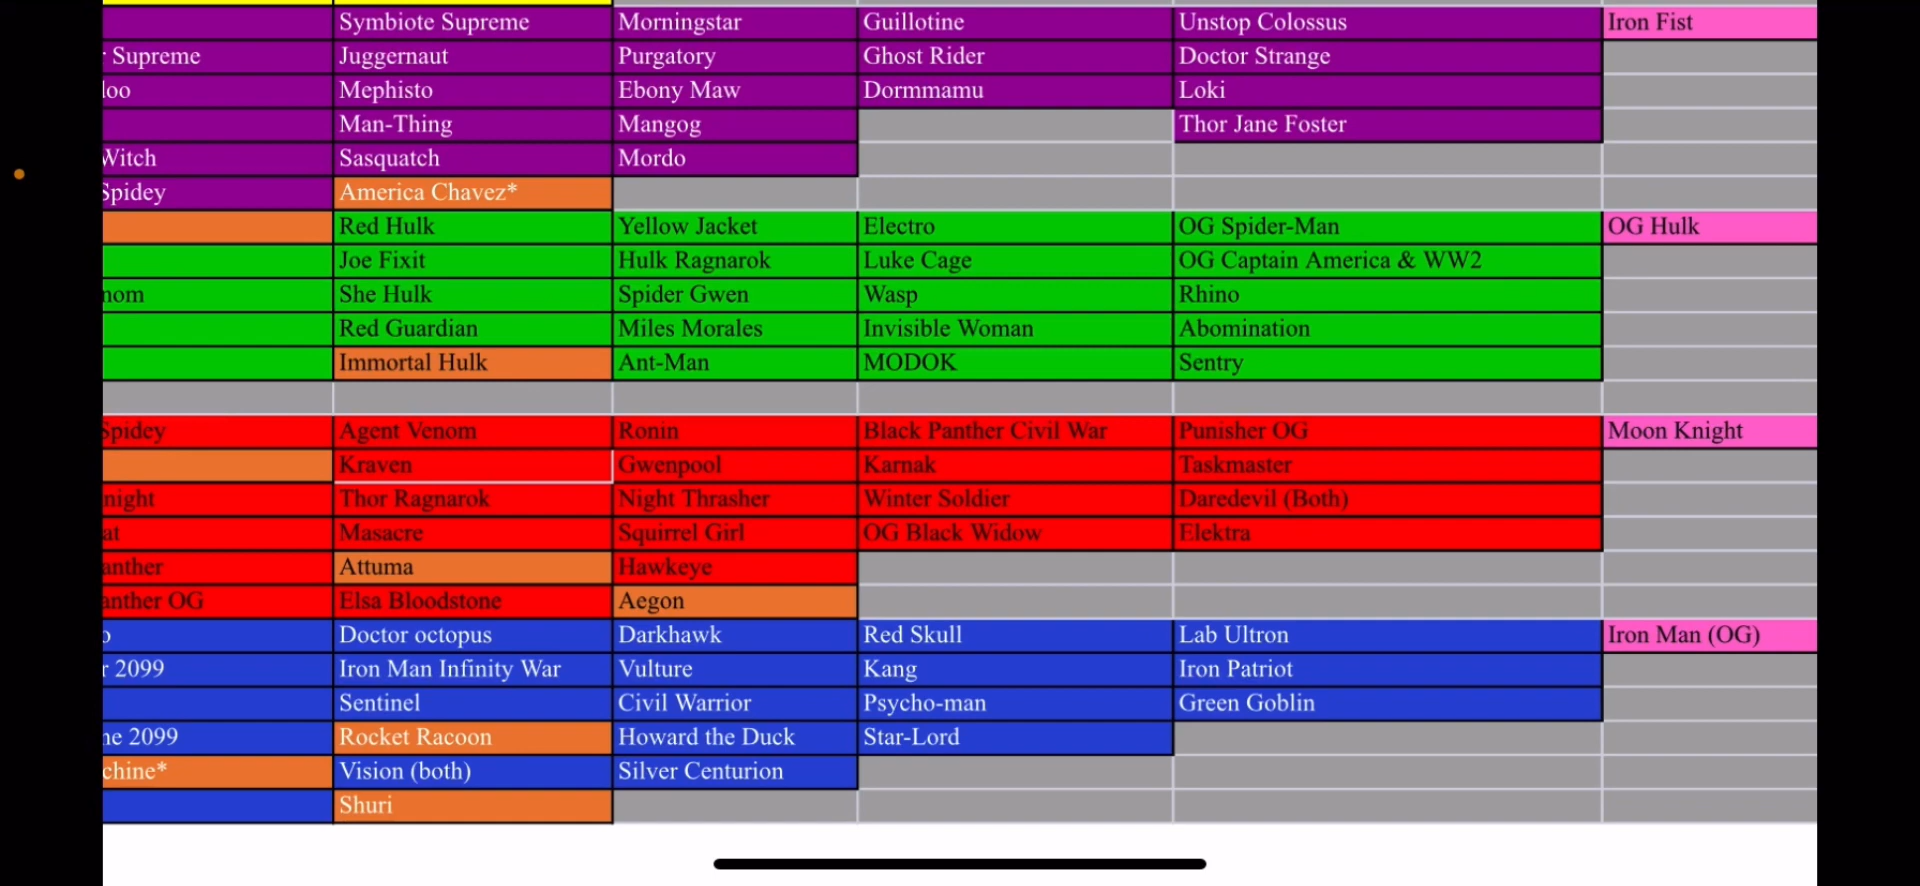 Symbiote Supreme Morningstar Guillotine Unstop Colossus Iron Fist
Supreme Juggernaut Purgatory Ghost Rider Doctor Strange
loo Mephisto Ebony Maw Dormmamu Loki
Man-Thing Mangog Thor Jane Foster
Witch Sasquatch Mordo
Spidey America Chavez*
Red Hulk Yellow Jacket Electro OG Spider-Man OG Hulk
Joe Fixit Hulk Ragnarok Luke Cage OG Captain America & WW2
nom She Hulk Spider Gwen Wasp Rhino
Red Guardian Miles Morales Invisible Woman Abomination
Immortal Hulk Ant-Man MODOK Sentry
Spidey Agent Venom Ronin Black Panther Civil War Punisher OG Moon Knight
Kraven Gwenpool Karnak Taskmaster
night Thor Ragnarok Night Thrasher Winter Soldier Daredevil (Both)
at Masacre Squirrel Girl OG Black Widow Elektra
anther Attuma Hawkeye
anther OG Elsa Bloodstone Aegon
o Doctor octopus Darkhawk Red Skull Lab Ultron Iron Man (OG)
r 2099 Iron Man Infinity War Vulture Kang Iron Patriot
Sentinel Civil Warrior Psycho-man Green Goblin
ne 2099 Rocket Racoon Howard the Duck Star-Lord
chine* Vision (both) Silver Centurion
Shuri